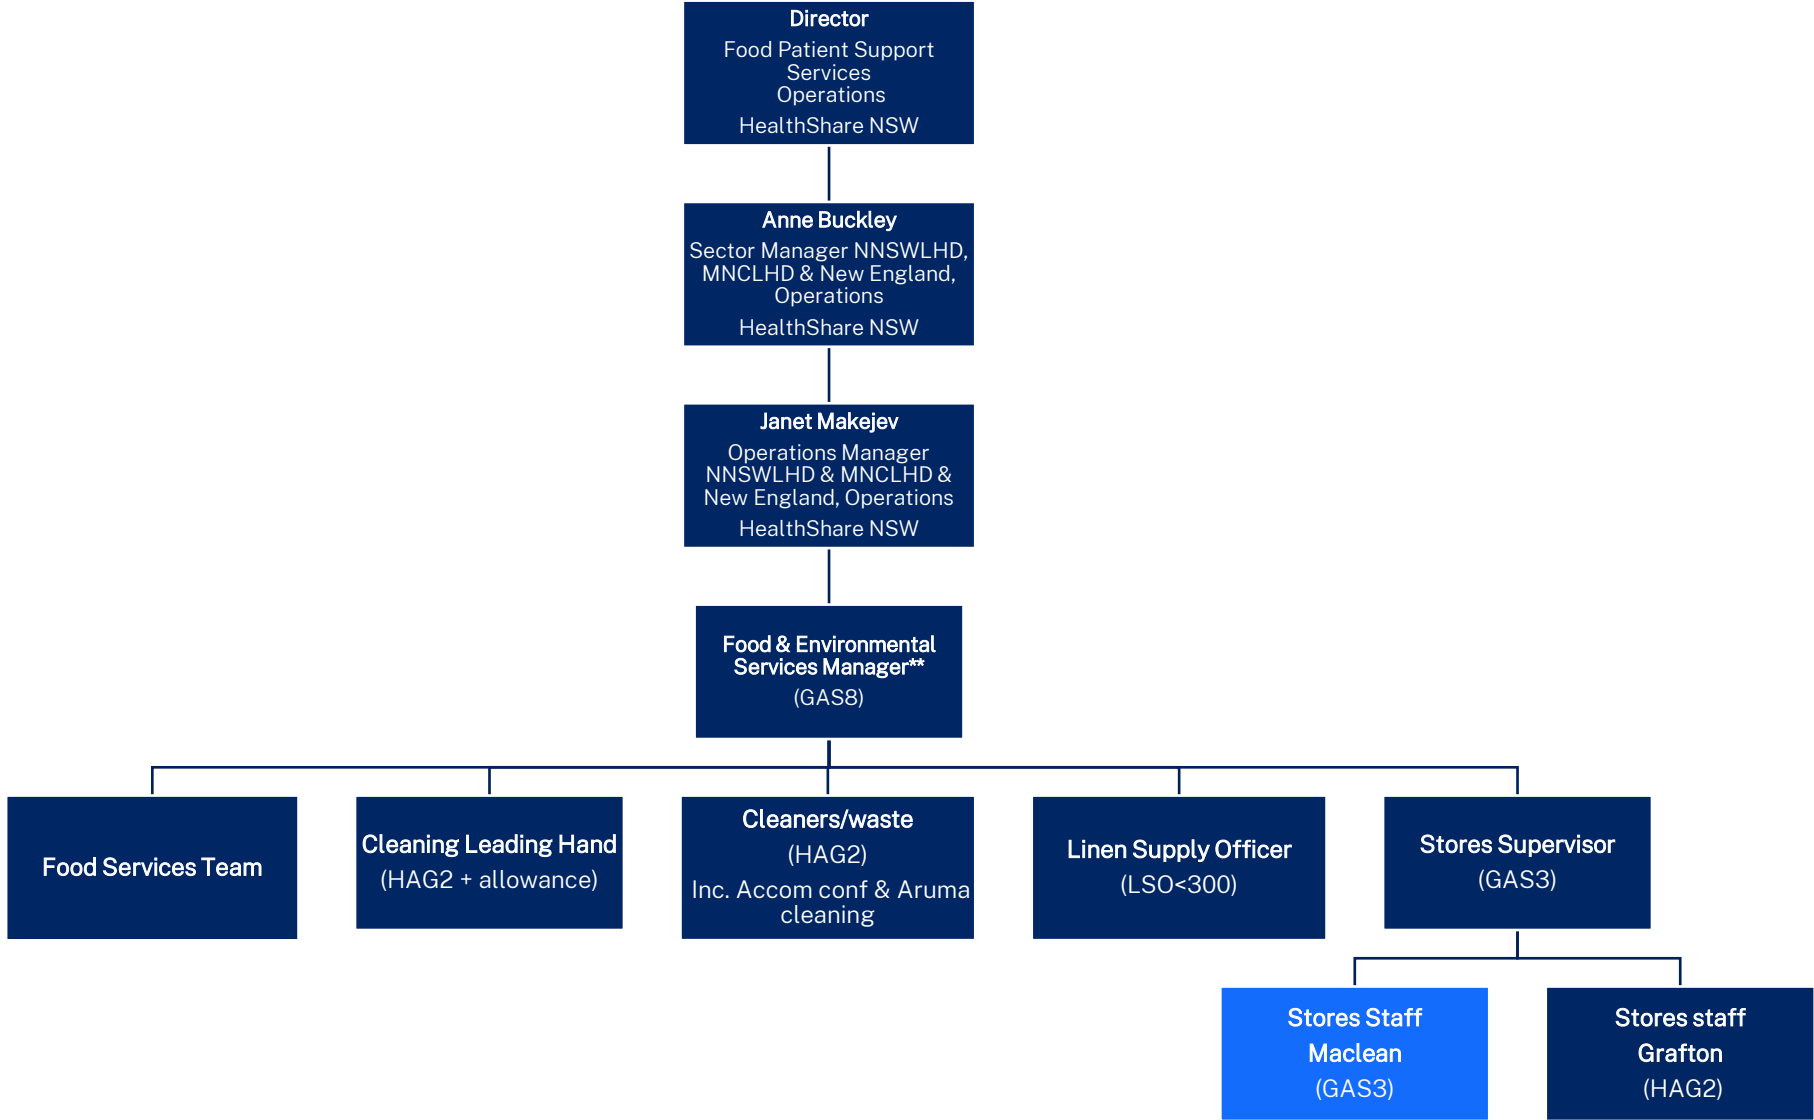 Director
Food Patient Support
Services
Operations
HealthShare NSW
Anne Buckley
Sector Manager NNSWLHD,
MNCLHD & New England,
Operations
HealthShare NSW
Janet Makejev
Operations Manager
NNSWLHD & MNCLHD &
New England, Operations
HealthShare NSW
Food & Environmental
Services Manager**
(GAS8)
Food Services Team
Cleaning Leading Hand
(HAG2 + allowance)
Cleaners/waste
(HAG2)
Inc. Accom conf & Aruma
cleaning
Linen Supply Officer
(LSO<300)
Stores Supervisor
(GAS3)
Stores Staff
Maclean
(GAS3)
Stores staff
Grafton
(HAG2)